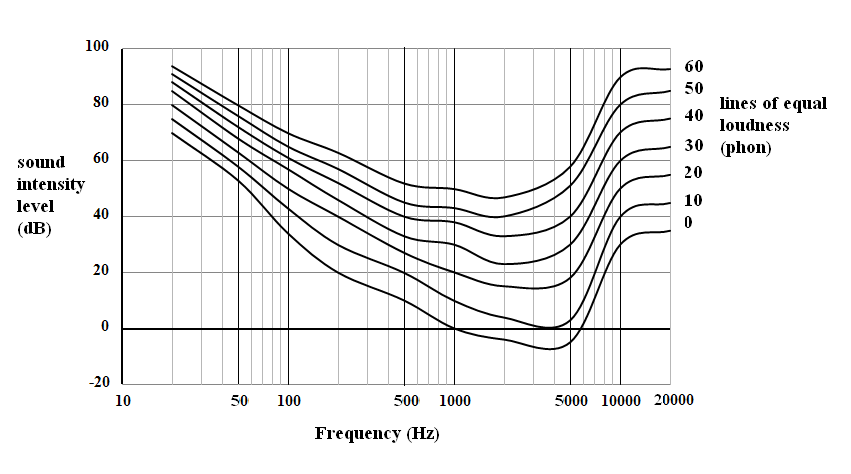 100
80
60
40
20
0
-20
sound
intensity
level
(dB)
10
50
100
500
1000
5000
10000
20000
Frequency (Hz)
60
50
40
30
20
10
0
lines of equal
loudness
(phon)